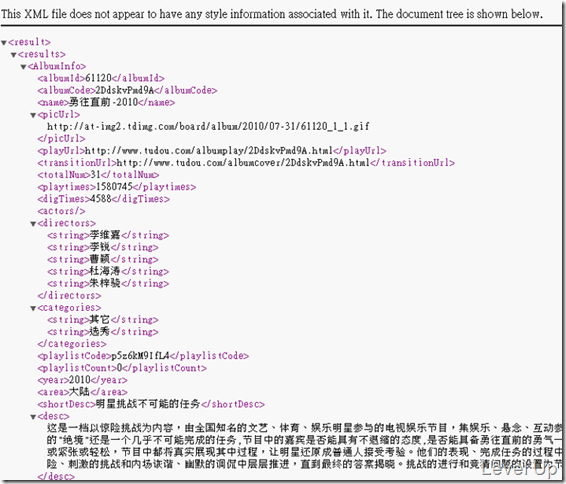 This XML file does not appear to have any style information associated with it. The document tree is shown below.
▼<result>
▼<results>
▼<AlbumInfo>
<albumId>61120</albumId>
<albumCode>2DdskvPmd9A</albumCode>
<name>勇往直前-2010</name>
▼<picUrl>
http://at-img2.tdimg.com/board/album/2010/07-31/61120_1_1.gif
</picUrl>
<playUrl>http://www.tudou.com/albumplay/2DdskvPmd9A.html</playUrl>
<transitionUrl>http://www.tudou.com/albumcover/2DdskvPmd9A.html</transitionUrl>
<totalNum>31</totalNum>
<playtimes>1580745</playtimes>
<digTimes>4588</digTimes>
<actors/>
▼<directors>
<string>李维嘉</string>
<string>李锐</string>
<string>曹颖</string>
<string>杜海涛</string>
<string>朱梓骁</string>
</directors>
▼<categories>
<string>其它</string>
<string>选秀</string>
</categories>
<playlistCode>p5z6kM9IfL4</playlistCode>
<playlistCount>0</playlistCount>
<year>2010</year>
<area>大陆</area>
<shortDesc>明星挑战不可能的任务</shortDesc>
▼<desc>
这是一档以惊险挑战为内容，由全国知名的文艺、体育、娱乐明星参与的电视娱乐节目，集娱乐、悬念、互动参
的"绝境"还是一个几乎不可能完成的任务,节目中的嘉宾是否能具有不退缩的态度,是否能具备勇往直前的勇气一
或紧张或轻松，节目中都将真实展现其中过程，让明星还原成普通人接受考验。他们的表现、完成任务的过程中
险、刺激的挑战和内场诙谐、幽默的调侃中层层推进，直到最终的答案揭晓。挑战的进行和竞猜问题的设置为节
</desc>
LeverUp